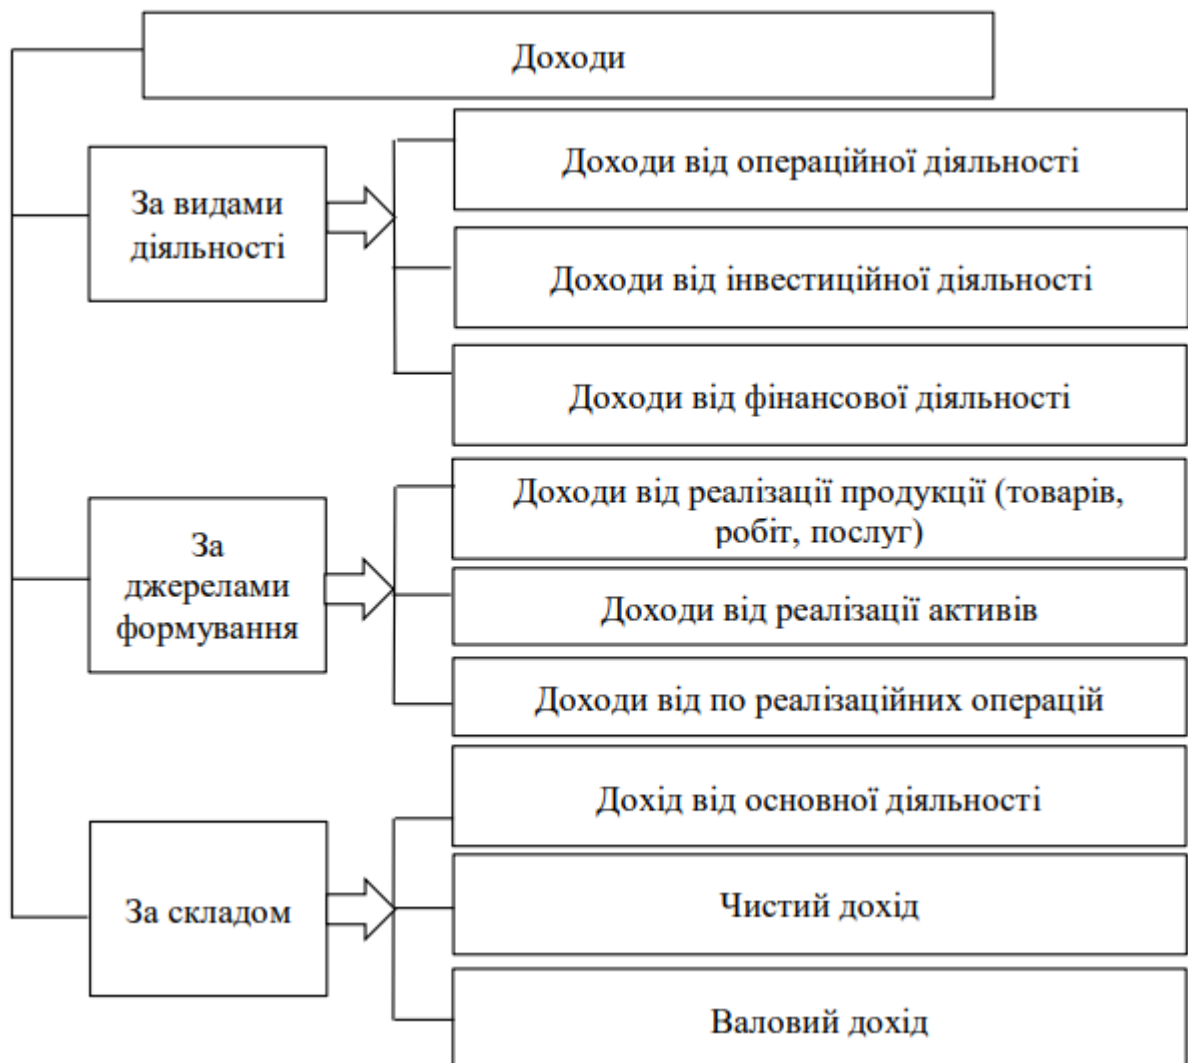 Доходи
За видами
діяльності
Доходи від операційної діяльності
Доходи від інвестиційної діяльності
Доходи від фінансової діяльності
За
джерелами
формування
Доходи від реалізації продукції (товарів,
робіт, послуг)
Доходи від реалізації активів
Доходи від по реалізаційних операцій
За складом
Дохід від основної діяльності
Чистий дохід
Валовий дохід